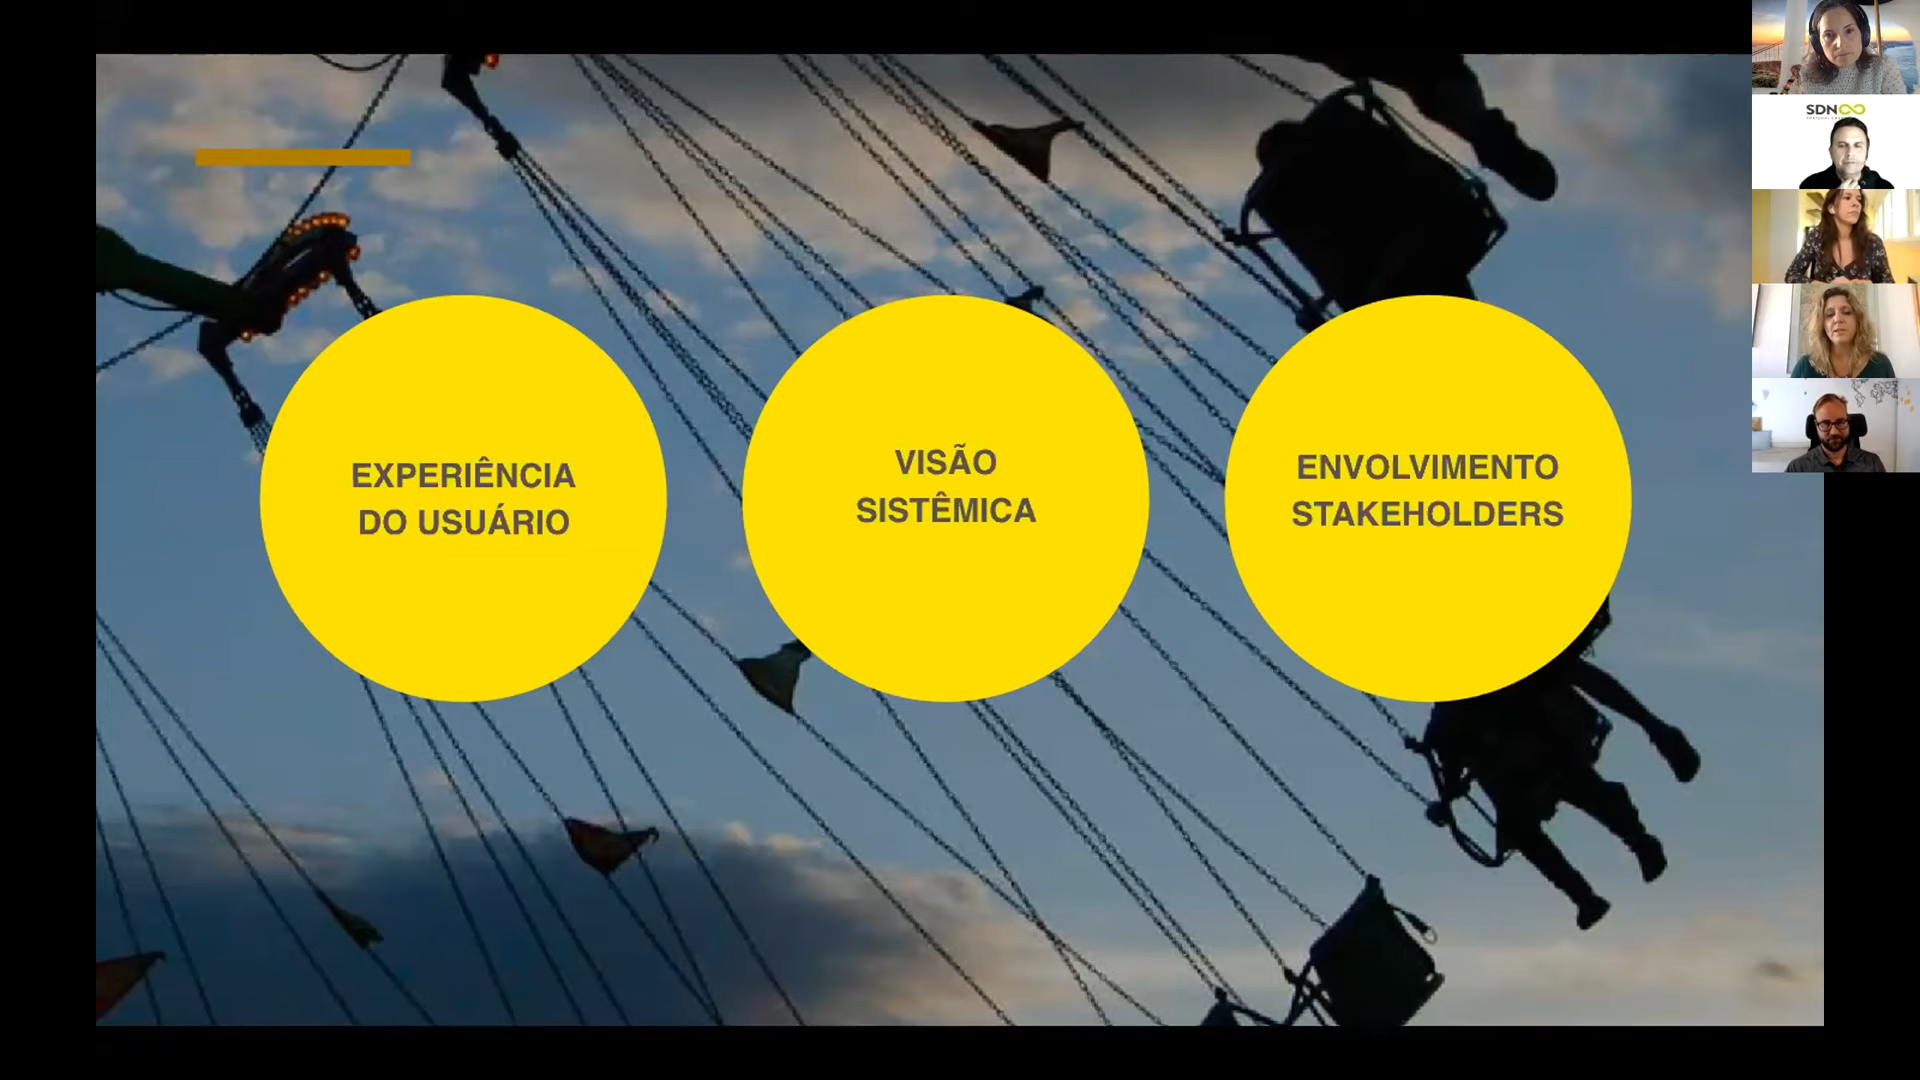 EXPERIÊNCIA
DO USUÁRIO
VISÃO
SISTÊMICA
ENVOLVIMENTO
STAKEHOLDERS
SDN